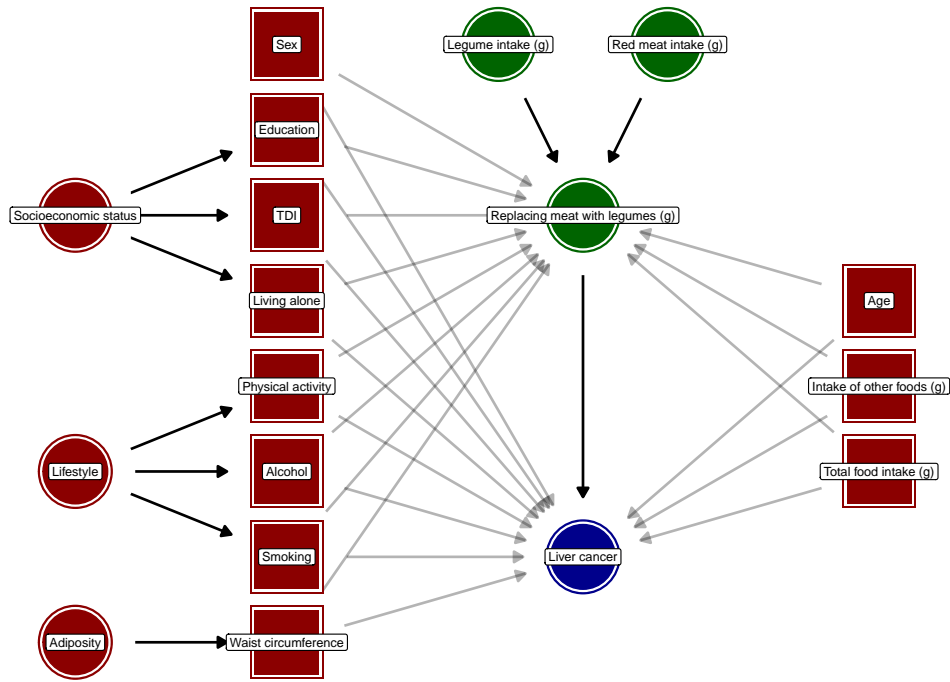 Sex
Legume intake (g)
Red meat intake (g)
Education
Socioeconomic status
TDI
Replacing meat with legumes (g)
Living alone
Age
Physical activity
Intake of other foods (g)
Lifestyle
Alcohol
Total food intake (g)
Smoking
Liver cancer
Adiposity
Waist circumference